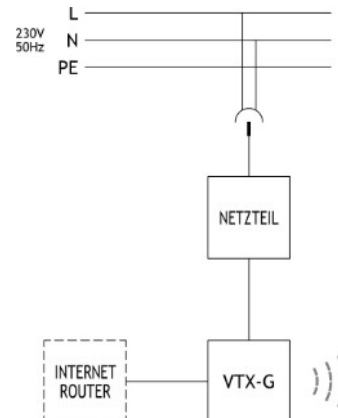 L
230V
50Hz
N
PE
NETZTEIL
INTERNET
ROUTER
VTX-G